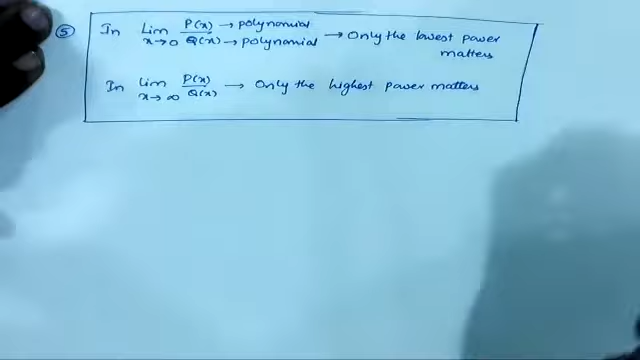 ⑤ In Lim x→0 P(x)/Q(x) → polynomial → polynomial → Only the lowest power
matters
In Lim x→∞ P(x)/Q(x) → Only the highest power matters